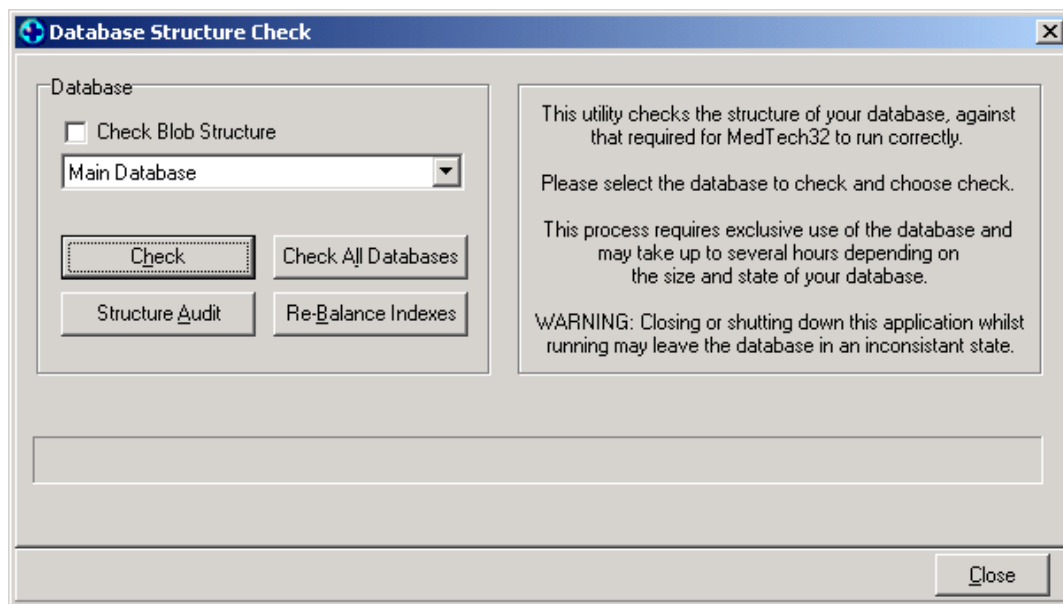 Database Structure Check
Database
Check Blob Structure
Main Database
Check
Check All Databases
Structure Audit
Re-Balance Indexes
This utility checks the structure of your database, against
that required for MedTech32 to run correctly.
Please select the database to check and choose check.
This process requires exclusive use of the database and
may take up to several hours depending on
the size and state of your database.
WARNING: Closing or shutting down this application whilst
running may leave the database in an inconsistant state.
Close